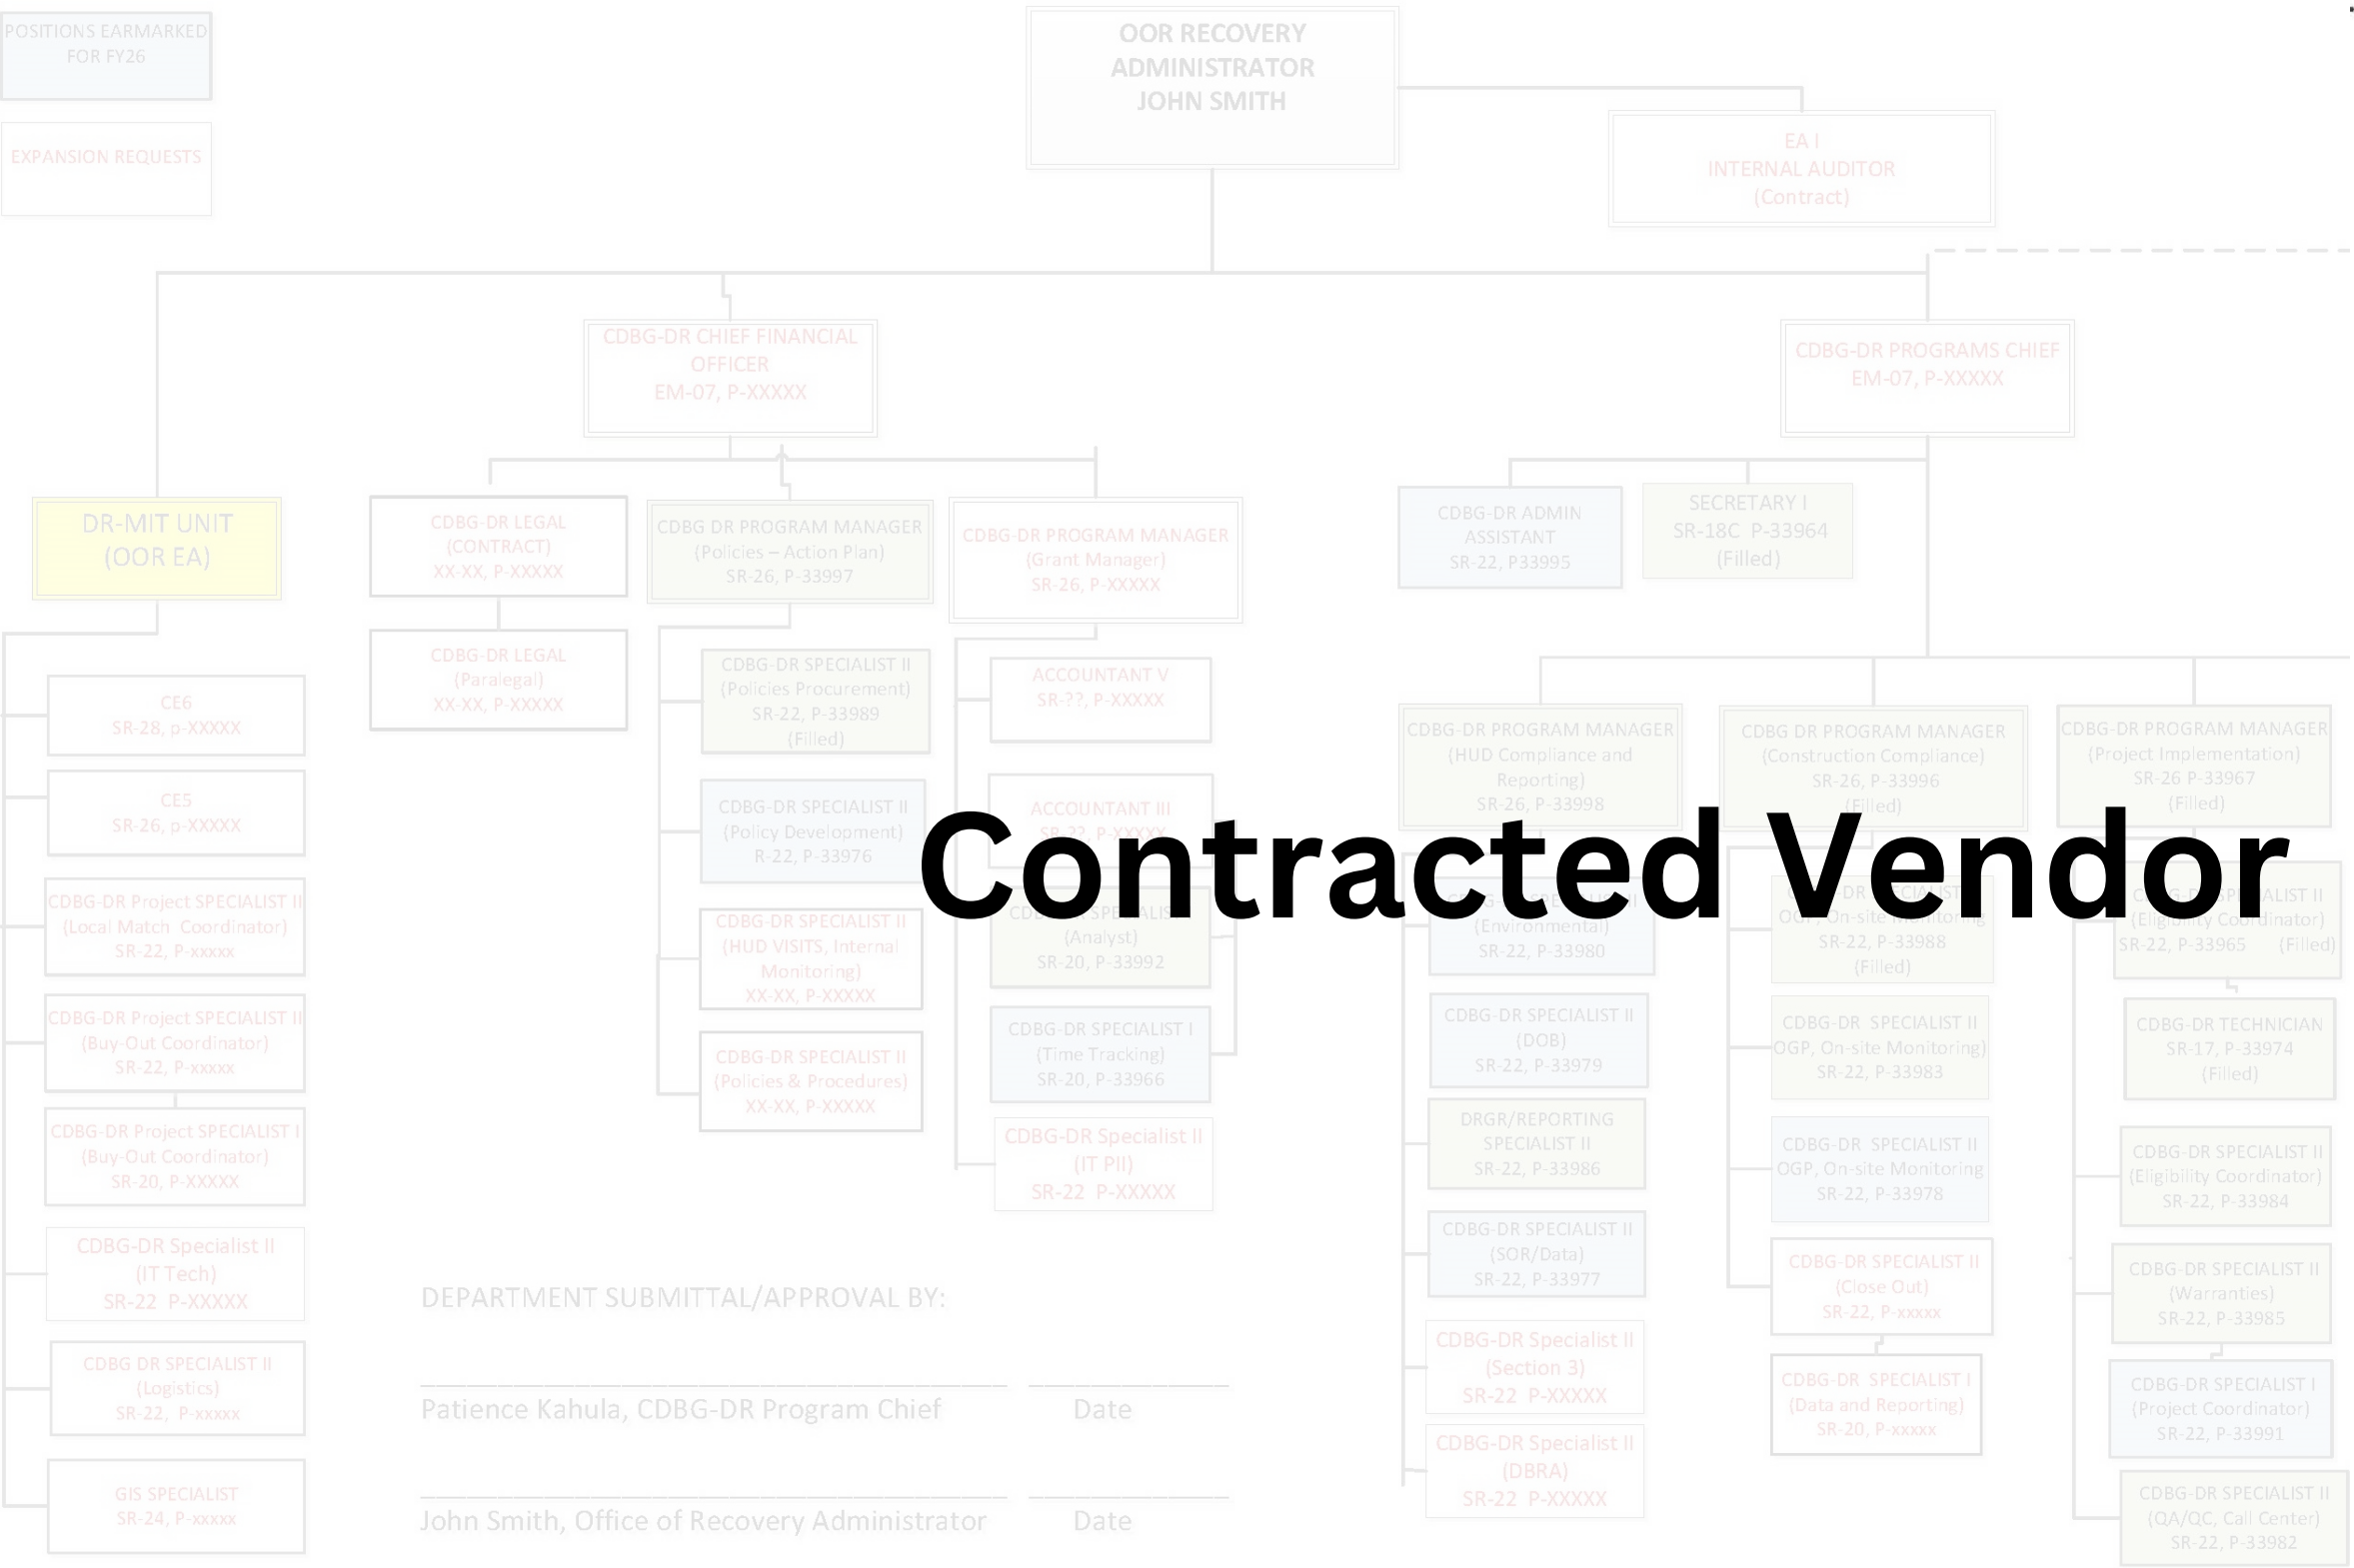 POSITIONS EARMARKED
FOR FY26
EXPANSION REQUESTS
OOR RECOVERY
ADMINISTRATOR
JOHN SMITH
EA I
INTERNAL AUDITOR
(Contract)
CDBG-DR CHIEF FINANCIAL
OFFICER
EM-07, P-XXXXX
CDBG-DR PROGRAMS CHIEF
EM-07, P-XXXXX
DR-MIT UNIT
(OOR EA)
CE6
SR-28, p-XXXXX
CE5
SR-26, p-XXXXX
CDBG-DR Project SPECIALIST II
(Local Match Coordinator)
SR-22, P-xxxxx
CDBG-DR Project SPECIALIST II
(Buy-Out Coordinator)
SR-22, P-xxxxx
CDBG-DR Project SPECIALIST I
(Buy-Out Coordinator)
SR-20, P-XXXXX
CDBG-DR Specialist II
(IT Tech)
SR-22 P-XXXXX
CDBG DR SPECIALIST II
(Logistics)
SR-22, P-xxxxx
GIS SPECIALIST
SR-24, P-xxxxx
CDBG-DR LEGAL
(CONTRACT)
XX-XX, P-XXXXX
CDBG-DR LEGAL
(Paralegal)
XX-XX, P-XXXXX
CDBG DR PROGRAM MANAGER
(Policies – Action Plan)
SR-26, P-33997
CDBG-DR SPECIALIST II
(Policies Procurement)
SR-22, P-33989
(Filled)
CDBG-DR SPECIALIST II
(Policy Development)
R-22, P-33976
CDBG-DR SPECIALIST II
(HUD VISITS, Internal
Monitoring)
XX-XX, P-XXXXX
CDBG-DR SPECIALIST II
(Policies & Procedures)
XX-XX, P-XXXXX
CDBG-DR PROGRAM MANAGER
(Grant Manager)
SR-26, P-XXXXX
ACCOUNTANT V
SR-??, P-XXXXX
ACCOUNTANT III
SR-??, P-XXXXX
(Analyst)
SR-20, P-33992
CDBG-DR SPECIALIST I
(Time Tracking)
SR-20, P-33966
CDBG-DR Specialist II
(IT PII)
SR-22 P-XXXXX
CDBG-DR ADMIN
ASSISTANT
SR-22, P33995
SECRETARY I
SR-18C P-33964
(Filled)
CDBG-DR PROGRAM MANAGER
(HUD Compliance and
Reporting)
SR-26, P-33998
(Environmental)
SR-22, P-33980
CDBG-DR SPECIALIST II
(DOB)
SR-22, P-33979
DRGR/REPORTING
SPECIALIST II
SR-22, P-33986
CDBG-DR SPECIALIST II
(SOR/Data)
SR-22, P-33977
CDBG-DR Specialist II
(Section 3)
SR-22 P-XXXXX
CDBG-DR Specialist II
(DBRA)
SR-22 P-XXXXX
CDBG DR PROGRAM MANAGER
(Construction Compliance)
SR-26, P-33996
(Filled)
DR SPECIALIST
OGP, On-site Monitoring
SR-22, P-33988
(Filled)
CDBG-DR SPECIALIST II
OGP, On-site Monitoring)
SR-22, P-33983
CDBG-DR SPECIALIST II
OGP, On-site Monitoring
SR-22, P-33978
CDBG-DR SPECIALIST II
(Close Out)
SR-22, P-xxxxx
CDBG-DR SPECIALIST I
(Data and Reporting)
SR-20, P-xxxxx
CDBG-DR PROGRAM MANAGER
(Project Implementation)
SR-26 P-33967
(Filled)
SPECIALIST II
(Eligibility Coordinator)
SR-22, P-33965 (Filled)
CDBG-DR TECHNICIAN
SR-17, P-33974
(Filled)
CDBG-DR SPECIALIST II
(Eligibility Coordinator)
SR-22, P-33984
CDBG-DR SPECIALIST II
(Warranties)
SR-22, P-33985
CDBG-DR SPECIALIST I
(Project Coordinator)
SR-22, P-33991
CDBG-DR SPECIALIST II
(QA/QC, Call Center)
SR-22, P-33982
Contracted Vendor
DEPARTMENT SUBMITTAL/APPROVAL BY:
Patience Kahula, CDBG-DR Program Chief Date
John Smith, Office of Recovery Administrator Date